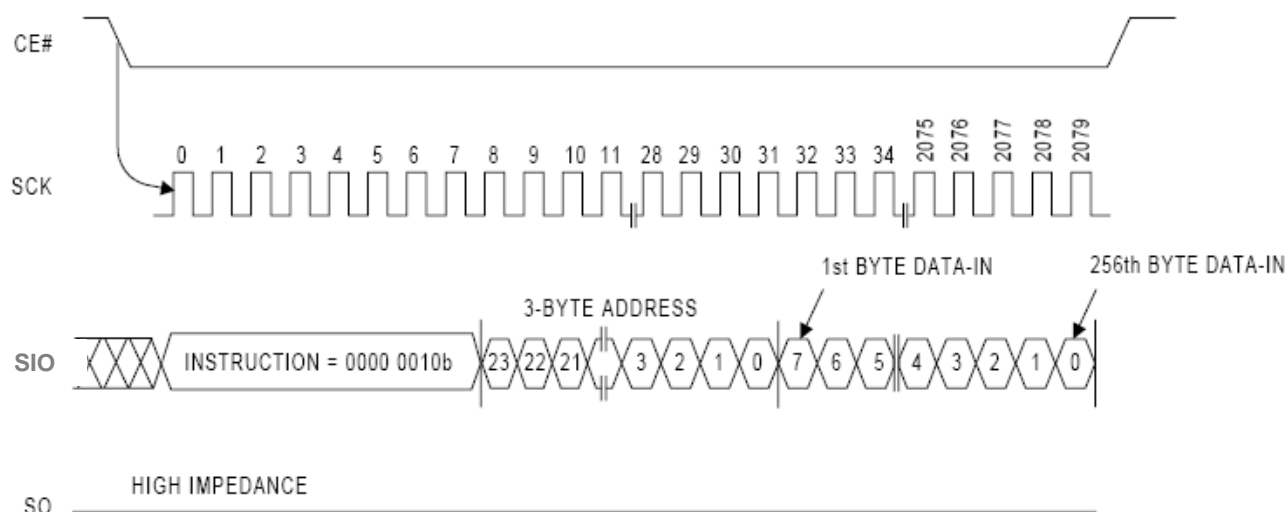 CE#
0 1 2 3 4 5 6 7 8 9 10 11 28 29 30 31 32 33 34 2075 2076 2077 2078 2079
SCK
1st BYTE DATA-IN 256th BYTE DATA-IN
3-BYTE ADDRESS
SIO INSTRUCTION = 0000 0010b 23 22 21 3 2 1 0 7 6 5 4 3 2 1 0
HIGH IMPEDANCE
SO